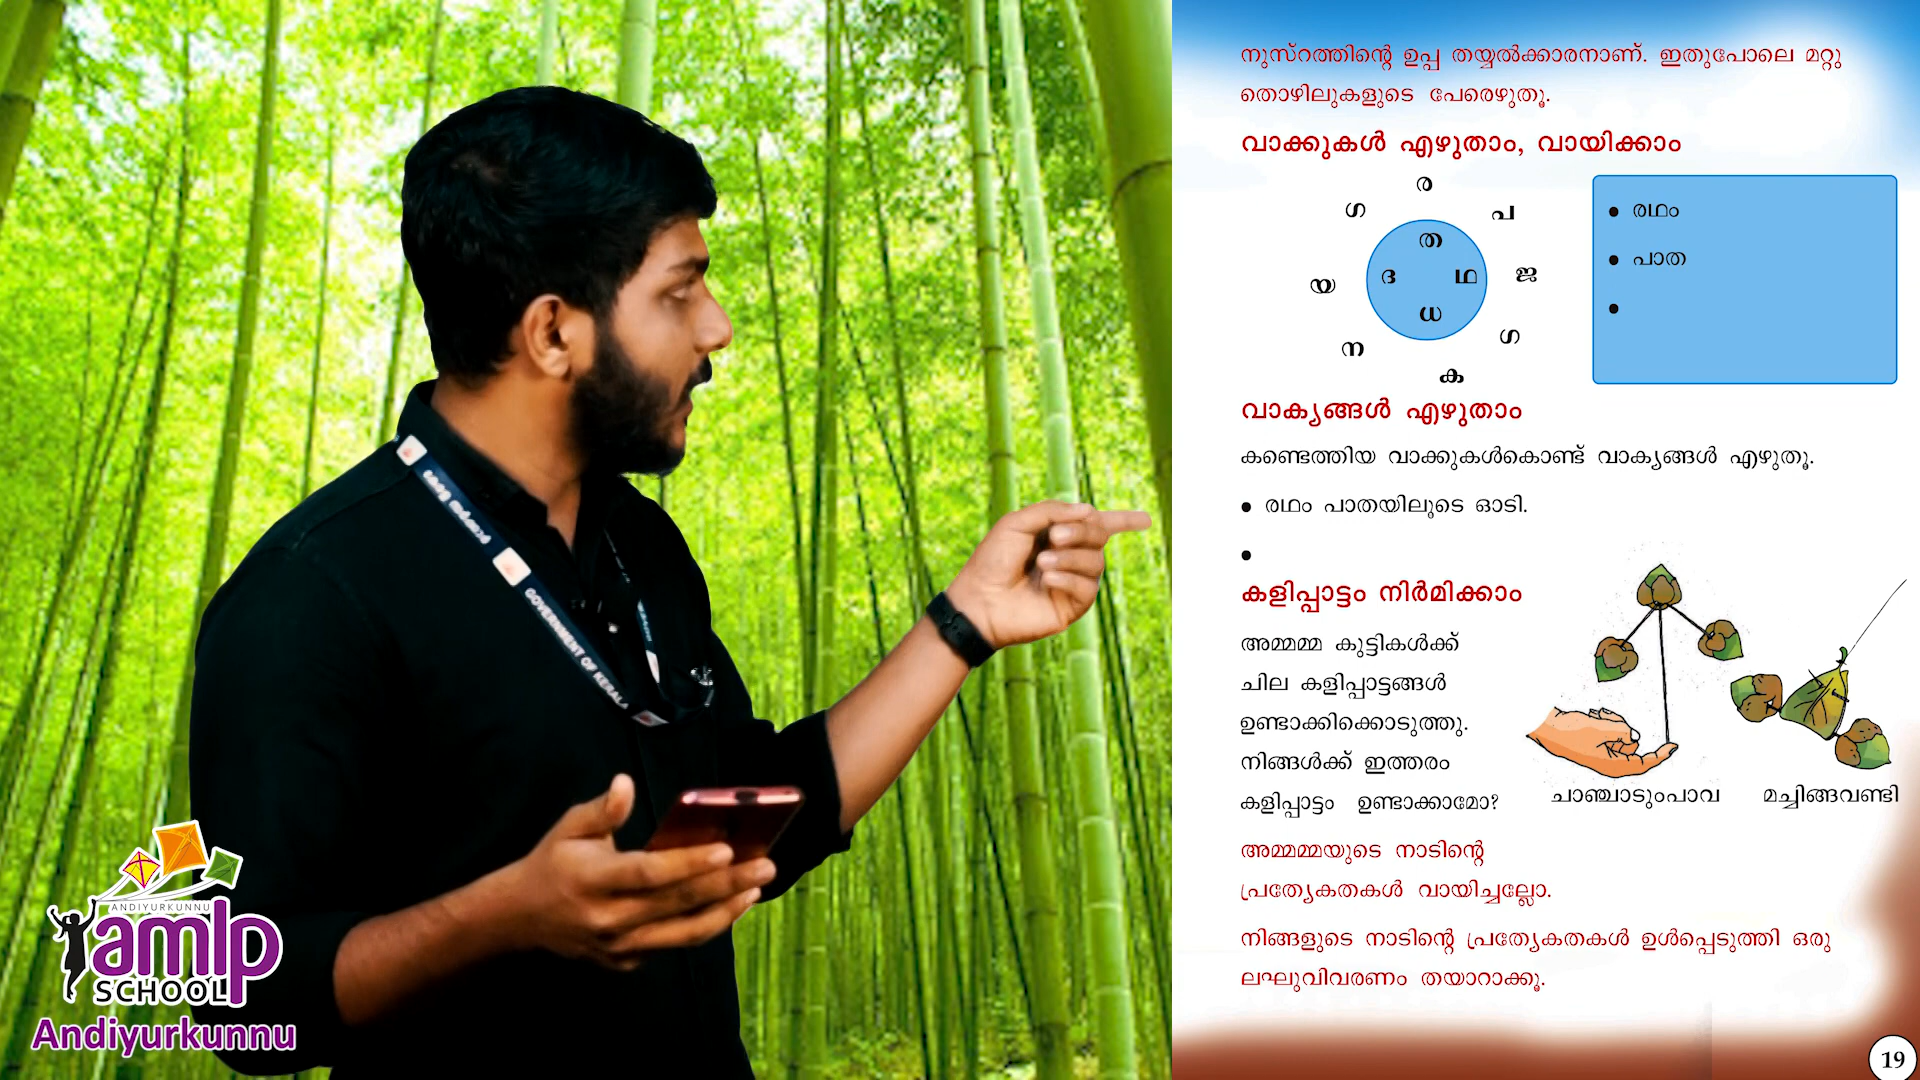 നുസ്റത്തിന്റെ ഉപ്പ തയ്യൽക്കാരനാണ്. ഇതുപോലെ മറ്റു
തൊഴിലുകളുടെ പേരെഴുതൂ.
വാക്കുകൾ എഴുതാം, വായിക്കാം
ര
ഗ
പ
ത
യ
ദ
ഥ
ജ
ധ
ന
ഗ
ക
• രഥം
• പാത
•
വാക്യങ്ങൾ എഴുതാം
കണ്ടെത്തിയ വാക്കുകൾകൊണ്ട് വാക്യങ്ങൾ എഴുതൂ.
• രഥം പാതയിലൂടെ ഓടി.
•
കളിപ്പാട്ടം നിർമിക്കാം
അമ്മമ്മ കുട്ടികൾക്ക്
ചില കളിപ്പാട്ടങ്ങൾ
ഉണ്ടാക്കിക്കൊടുത്തു.
നിങ്ങൾക്ക് ഇത്തരം
കളിപ്പാട്ടം ഉണ്ടാക്കാമോ?
ചാഞ്ചാടുംപാവ
മച്ചിങ്ങവണ്ടി
അമ്മമ്മയുടെ നാടിന്റെ
പ്രത്യേകതകൾ വായിച്ചല്ലോ.
നിങ്ങളുടെ നാടിന്റെ പ്രത്യേകതകൾ ഉൾപ്പെടുത്തി ഒരു
ലഘുവിവരണം തയാറാക്കൂ.
19
GOVERNMENT OF KERALA
ANDIYURKUNNU
amlp
SCHOOL
Andiyurkunnu